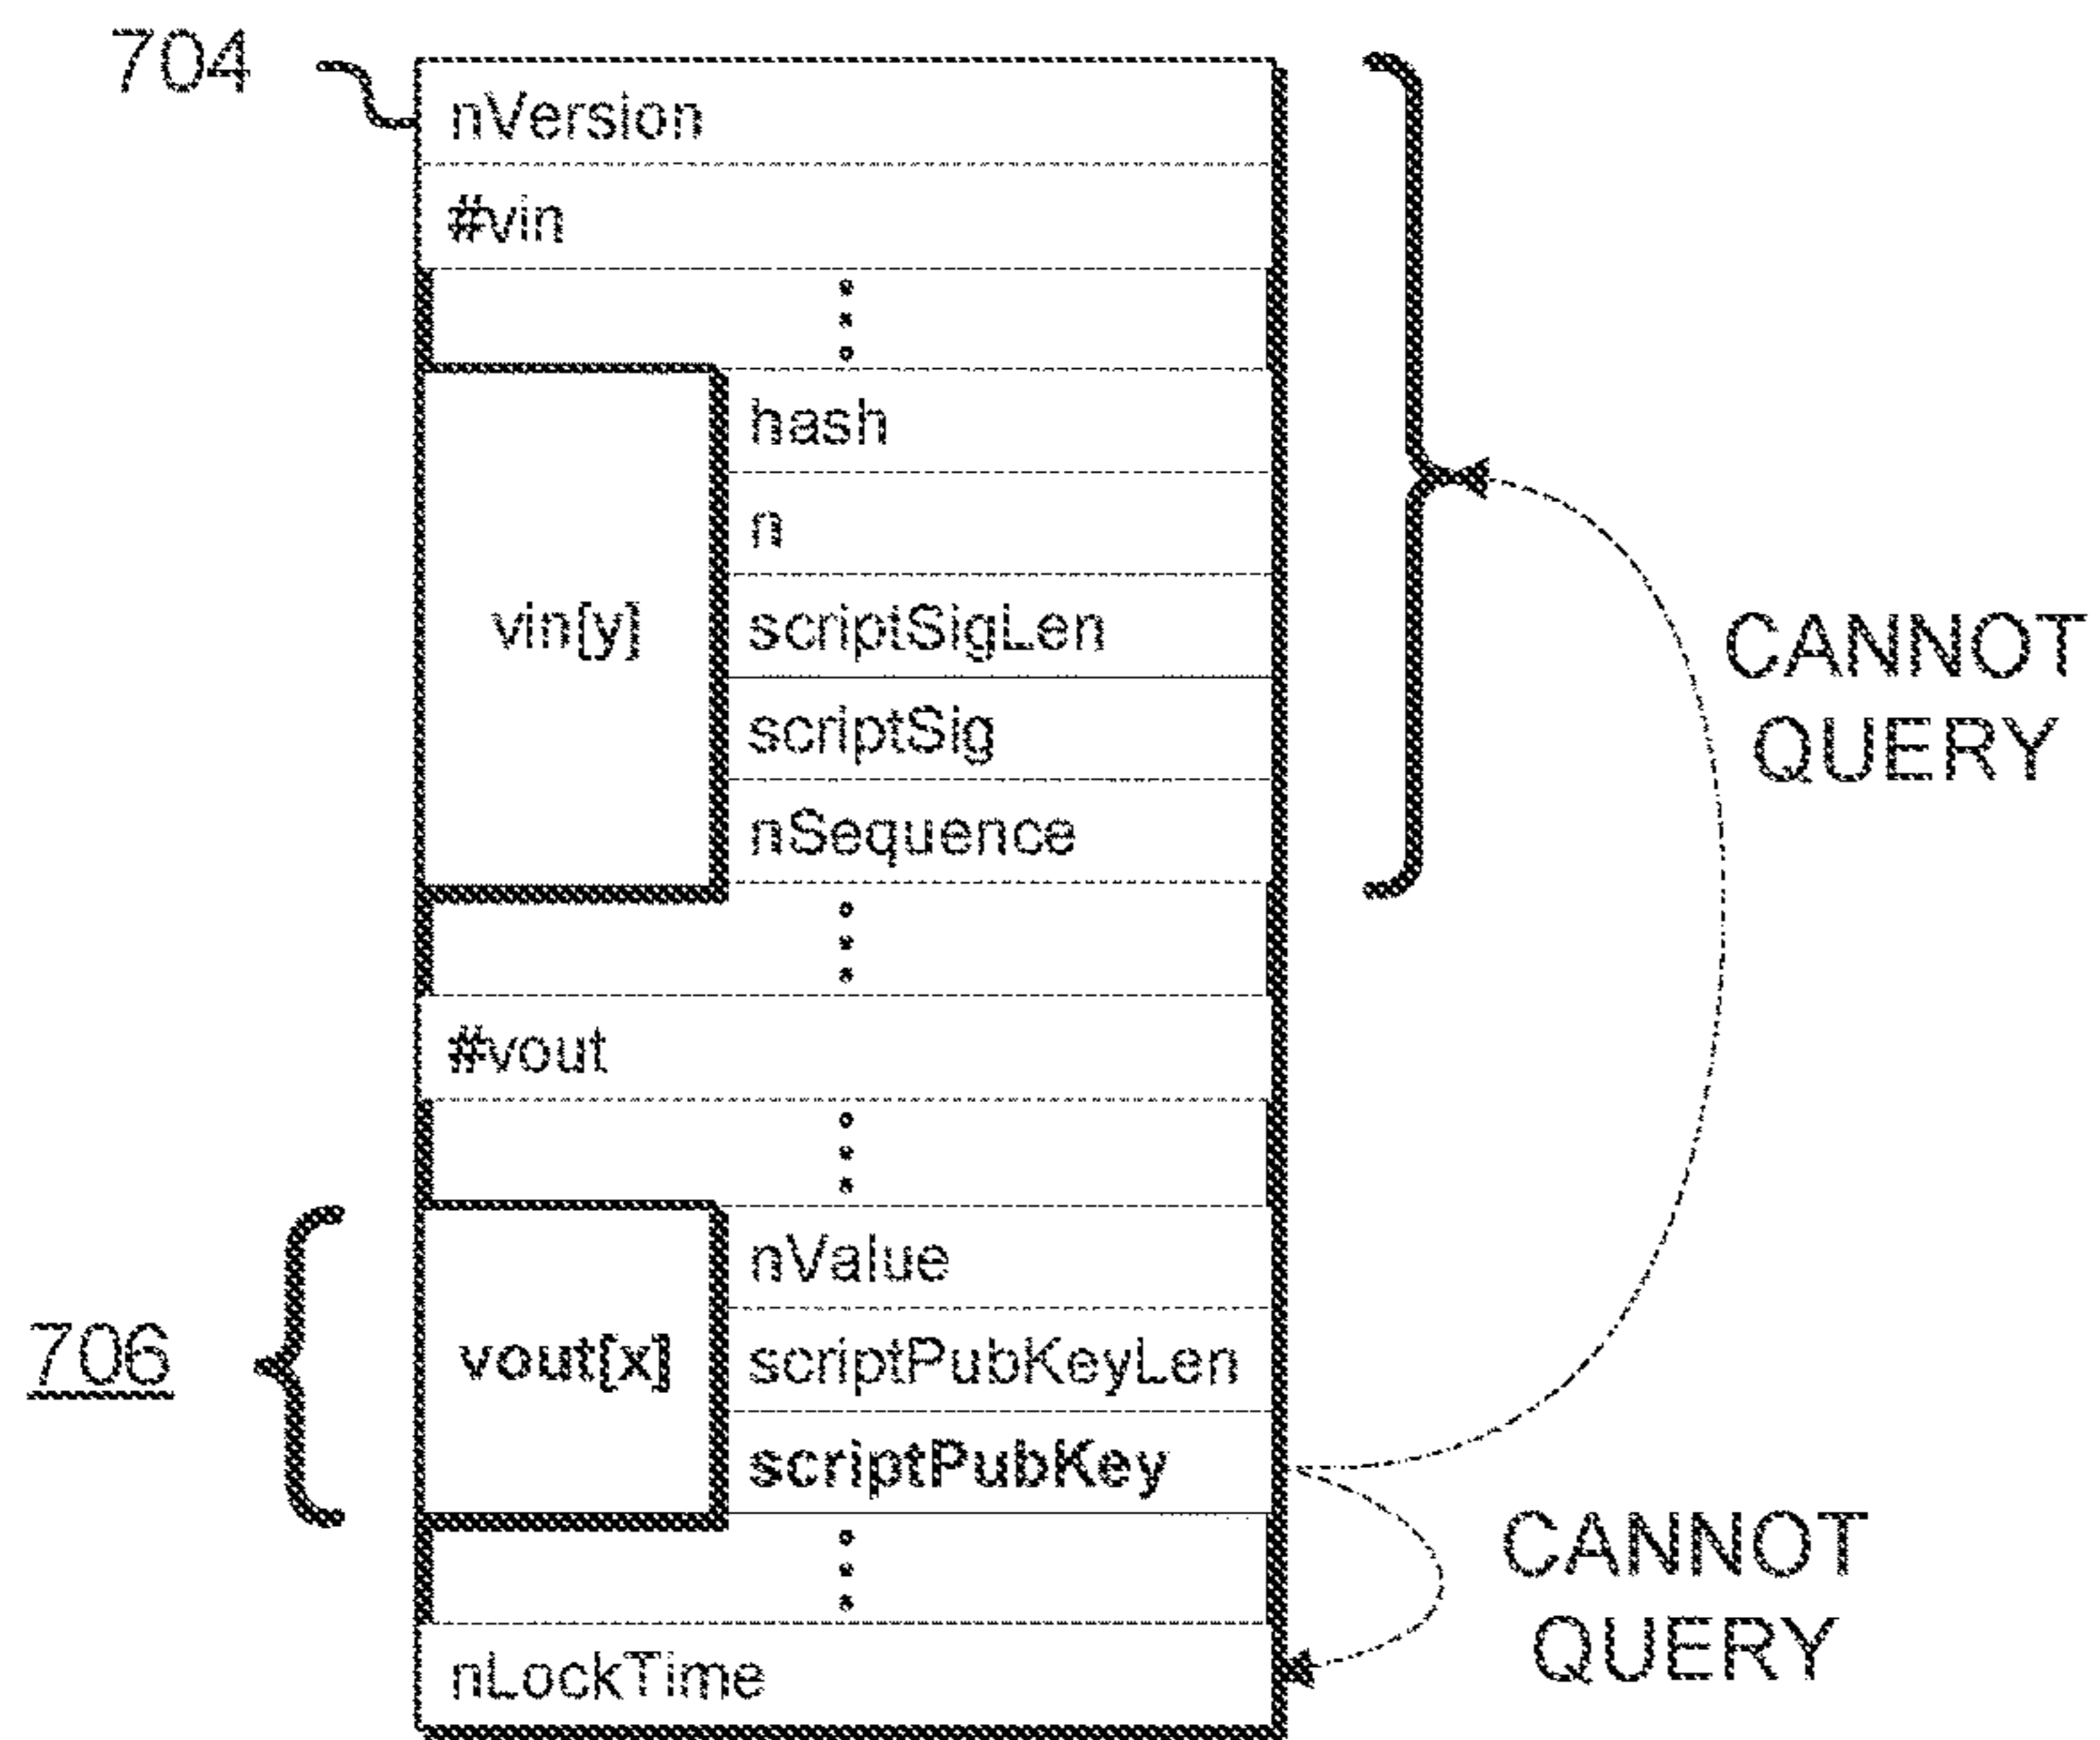 704
nVersion
#vin
hash
n
vin[y]
scriptSigLen
scriptSig
nSequence
CANNOT
QUERY
#vout
nValue
706
vout[x]
scriptPubKeyLen
scriptPubKey
CANNOT
QUERY
nLockTime